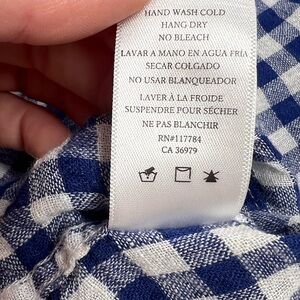 HAND WASH COLD
HANG DRY
NO BLEACH
LAVAR A MANO EN AGUA FRIA
SECAR COLGADO
NO USAR BLANQUEADOR
LAVER À LA FROIDE
SUSPENDRE POUR SÉCHER
NE PAS BLANCHIR
RN#117784
CA 36979